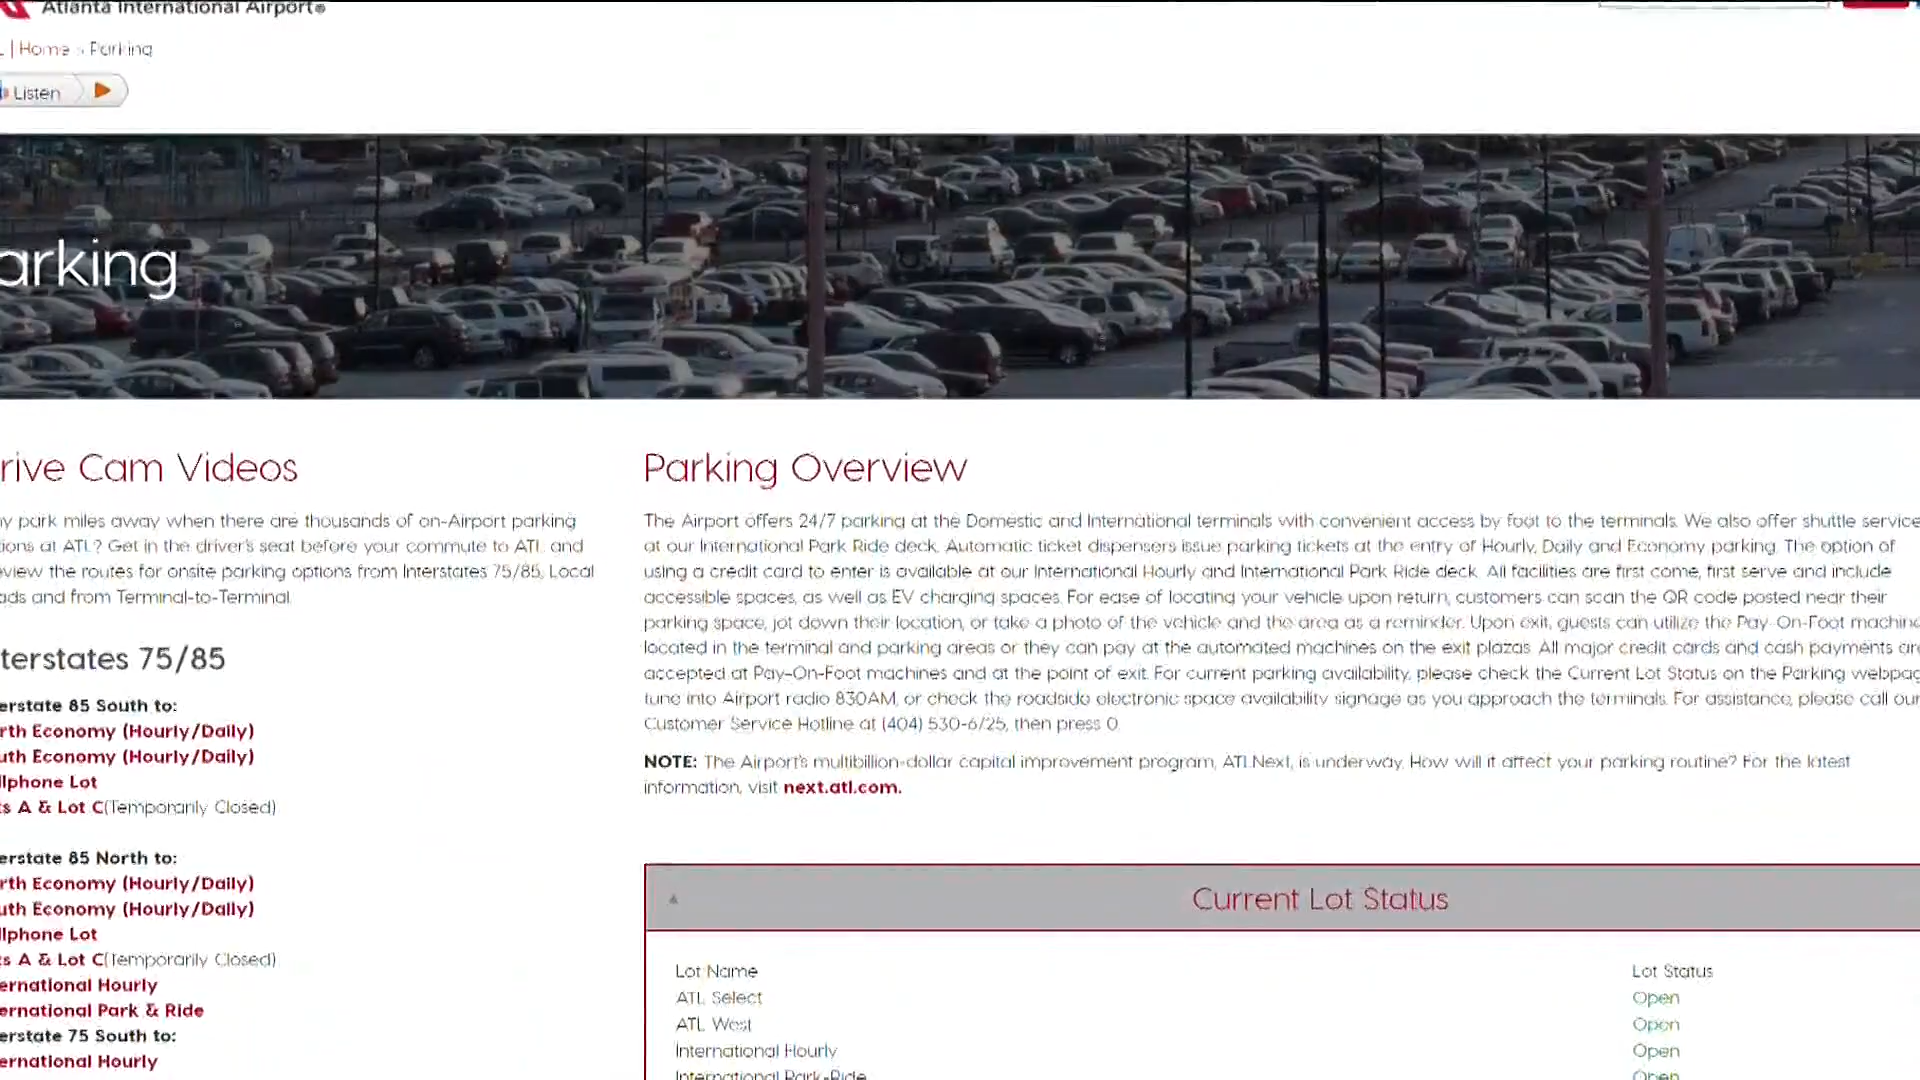 Atlanta International Airport®
| Home › Parking
Listen
arking
rive Cam Videos
y park miles away when there are thousands of on-Airport parking
ions at ATL? Get in the driver's seat before your commute to ATL and
view the routes for onsite parking options from Interstates 75/85, Local
ads and from Terminal-to-Terminal.
terstates 75/85
erstate 85 South to:
rth Economy (Hourly/Daily)
uth Economy (Hourly/Daily)
llphone Lot
s A & Lot C(Temporarily Closed)
erstate 85 North to:
rth Economy (Hourly/Daily)
uth Economy (Hourly/Daily)
llphone Lot
s A & Lot C(Temporarily Closed)
ernational Hourly
ernational Park & Ride
erstate 75 South to:
ernational Hourly
Parking Overview
The Airport offers 24/7 parking at the Domestic and International terminals with convenient access by foot to the terminals. We also offer shuttle service
at our International Park Ride deck. Automatic ticket dispensers issue parking tickets at the entry of Hourly, Daily and Economy parking. The option of
using a credit card to enter is available at our International Hourly and International Park Ride deck. All facilities are first come, first serve and include
accessible spaces, as well as EV charging spaces. For ease of locating your vehicle upon return, customers can scan the QR code posted near their
parking space, jot down their location, or take a photo of the vehicle and the area as a reminder. Upon exit, guests can utilize the Pay-On-Foot machine
located in the terminal and parking areas or they can pay at the automated machines on the exit plazas. All major credit cards and cash payments are
accepted at Pay-On-Foot machines and at the point of exit. For current parking availability, please check the Current Lot Status on the Parking webpag
tune into Airport radio 830AM, or check the roadside electronic space availability signage as you approach the terminals. For assistance, please call our
Customer Service Hotline at (404) 530-6725, then press 0.
NOTE: The Airport's multibillion-dollar capital improvement program, ATLNext, is underway. How will it affect your parking routine? For the latest
information, visit next.atl.com.
Current Lot Status
Lot Name Lot Status
ATL Select Open
ATL West Open
International Hourly Open
International Park-Ride Open